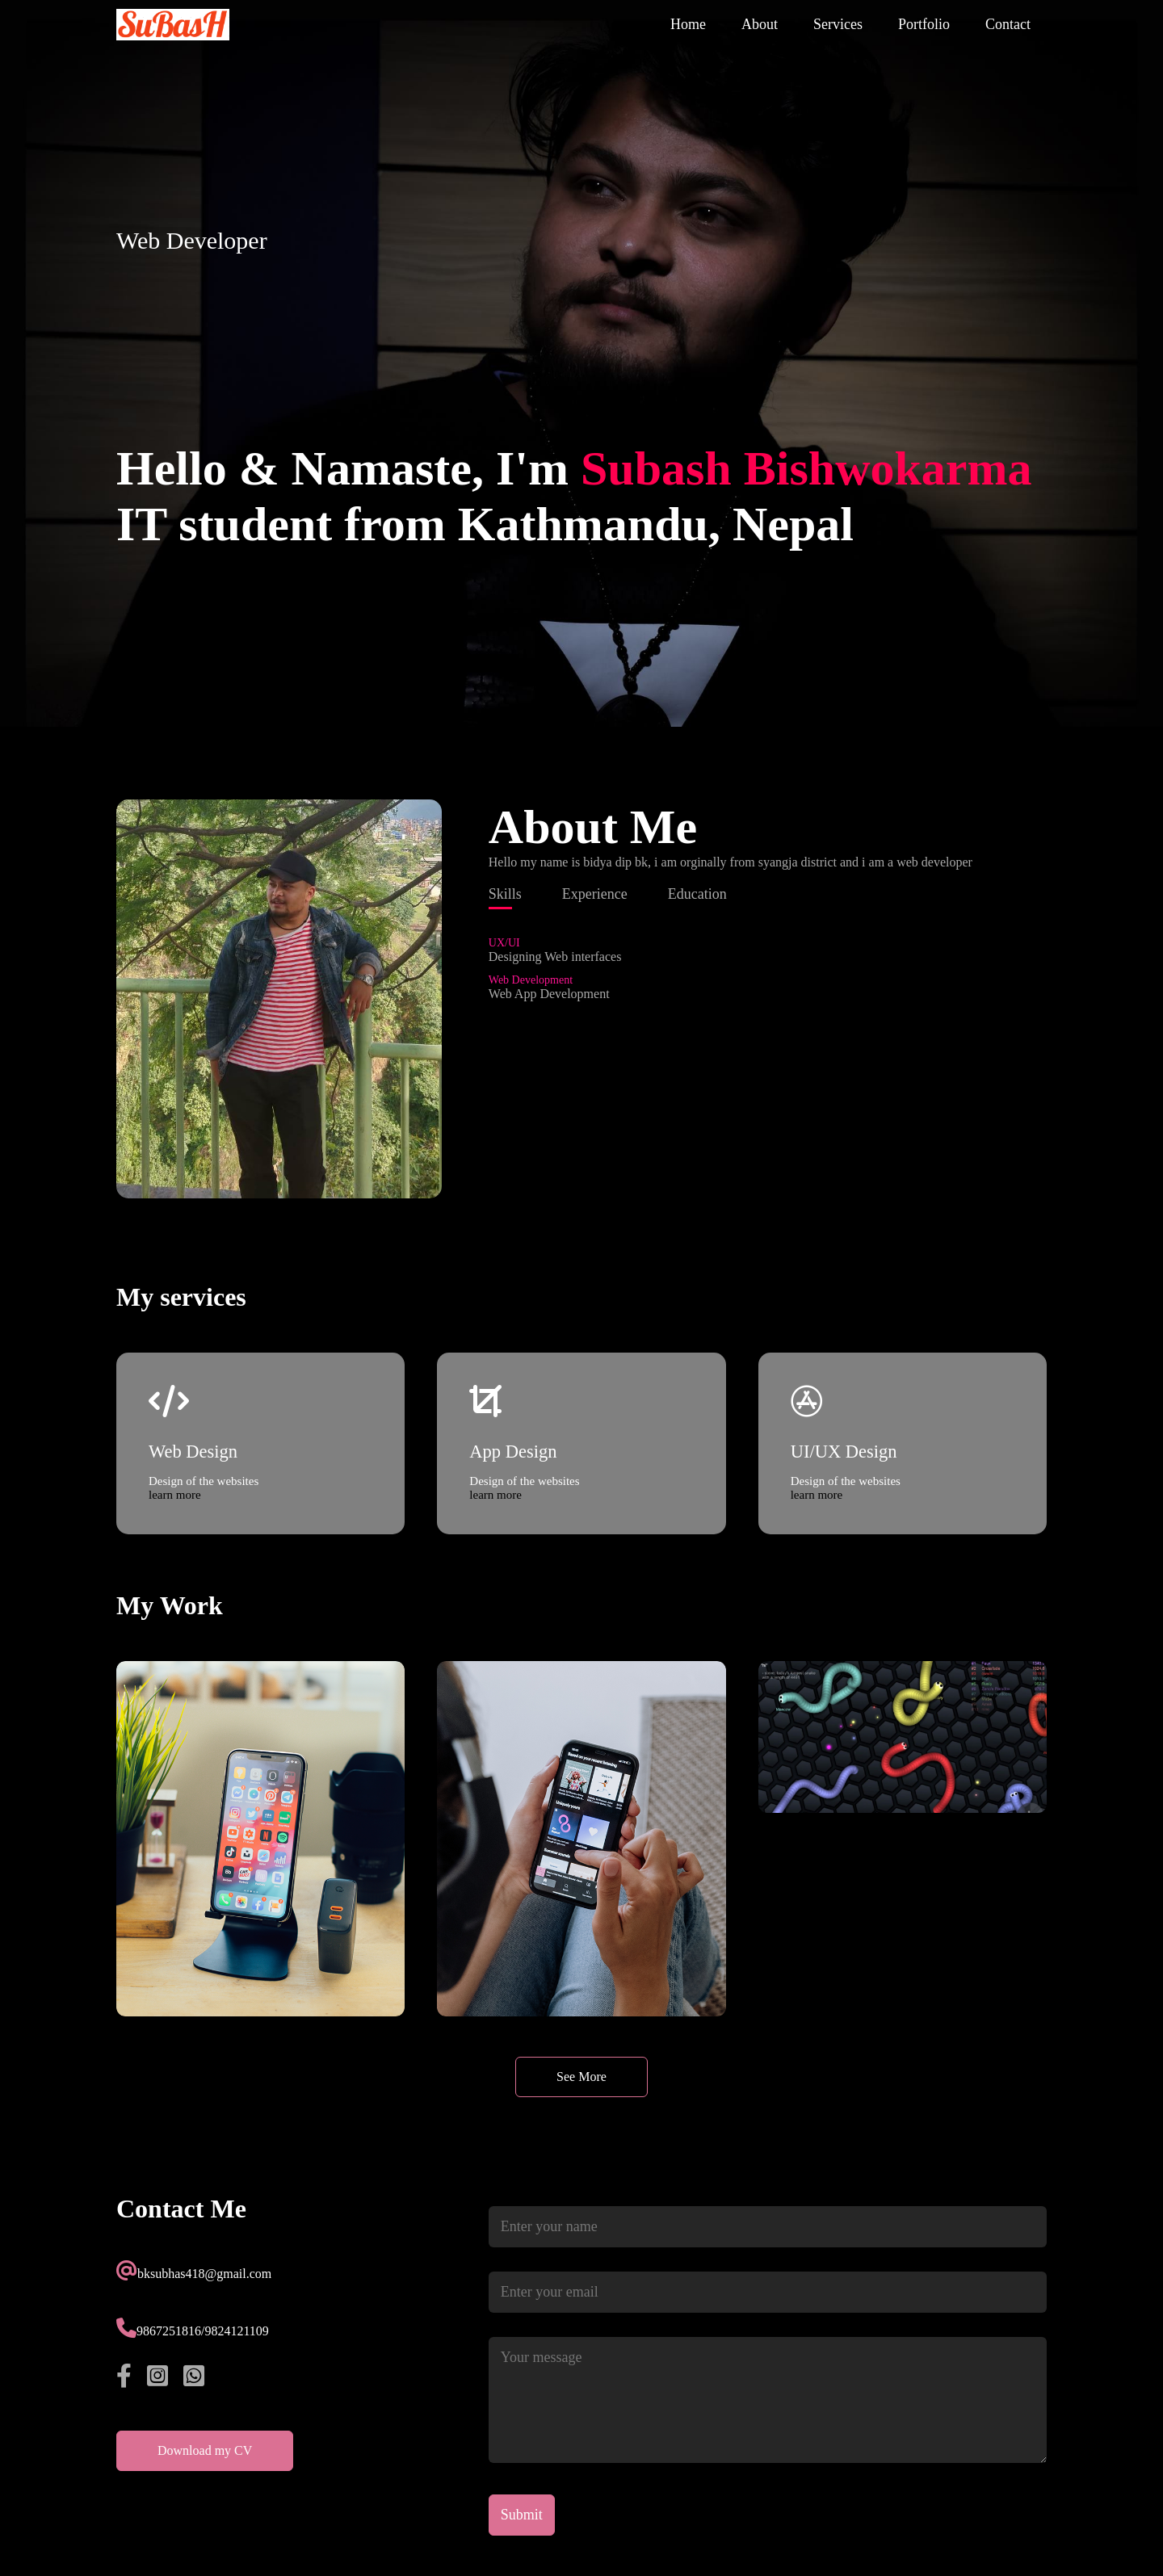 SuBasH
Home About Services Portfolio Contact
Web Developer
Hello & Namaste, I'm Subash Bishwokarma
IT student from Kathmandu, Nepal
About Me
Hello my name is bidya dip bk, i am orginally from syangja district and i am a web developer
Skills Experience Education
UX/UI
Designing Web interfaces
Web Development
Web App Development
My services
Web Design
Design of the websites
learn more
App Design
Design of the websites
learn more
UI/UX Design
Design of the websites
learn more
My Work
See More
Contact Me
bksubhas418@gmail.com
9867251816/9824121109
Download my CV
Enter your name
Enter your email
Your message
Submit